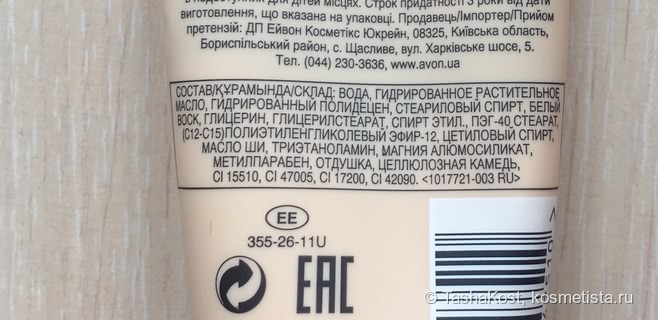 в недоступних для дітей місцях. Строк придатності 3 роки від дати
виготовлення, що вказана на упаковці. Продавець/Імпортер/Прийом
претензій: ДП Ейвон Косметікс Юкрейн, 08325, Київська область,
Бориспільський район, с. Щасливе, вул. Харківське шосе, 5.
Тел. (044) 230-3636, www.avon.ua
СОСТАВ/ҚҰРАМЫНДА/СКЛАД: ВОДА, ГИДРИРОВАННОЕ РАСТИТЕЛЬНОЕ
МАСЛО, ГИДРИРОВАННЫЙ ПОЛИДЕЦЕН, СТЕАРИЛОВЫЙ СПИРТ, БЕЛЫЙ
ВОСК, ГЛИЦЕРИН, ГЛИЦЕРИЛСТЕАРАТ, СПИРТ ЭТИЛ., ПЭГ-40 СТЕАРАТ,
(C12-C15)ПОЛИЭТИЛЕНГЛИКОЛЕВЫЙ ЭФИР-12, ЦЕТИЛОВЫЙ СПИРТ,
МАСЛО ШИ, ТРИЭТАНОЛАМИН, МАГНИЯ АЛЮМОСИЛИКАТ,
МЕТИЛПАРАБЕН, ОТДУШКА, ЦЕЛЛЮЛОЗНАЯ КАМЕДЬ,
CI 15510, CI 47005, CI 17200, CI 42090. <1017721-003 RU>
EE
355-26-11U
EAC
© TashaKost, kosmetista.ru